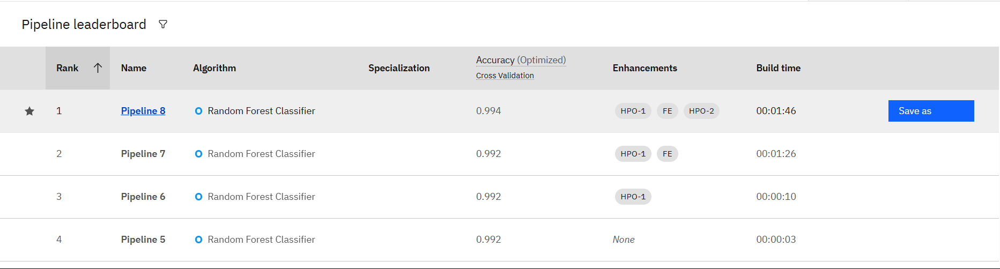 Pipeline leaderboard
Rank Name Algorithm Specialization Accuracy (Optimized) Cross Validation Enhancements Build time
1 Pipeline 8 Random Forest Classifier 0.994 HPO-1 FE HPO-2 00:01:46 Save as
2 Pipeline 7 Random Forest Classifier 0.992 HPO-1 FE 00:01:26
3 Pipeline 6 Random Forest Classifier 0.992 HPO-1 00:00:10
4 Pipeline 5 Random Forest Classifier 0.992 None 00:00:03